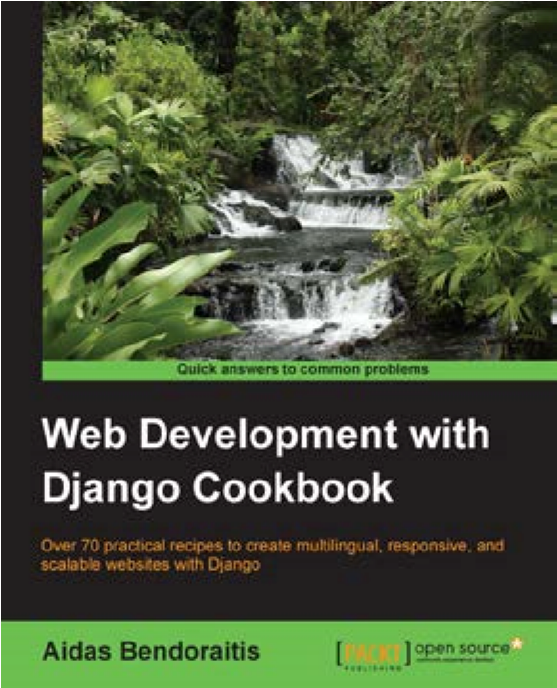 Quick answers to common problems
Web Development with
Django Cookbook
Over 70 practical recipes to create multilingual, responsive, and
scalable websites with Django
Aidas Bendoraitis
[PACKT] open source*
PUBLISHING